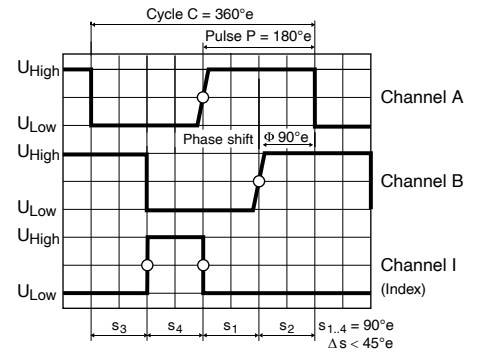 Cycle C = 360°e
Pulse P = 180°e
UHigh
Channel A
ULow
Phase shift
Φ 90°e
UHigh
Channel B
ULow
UHigh
Channel I
(Index)
ULow
s3 s4 s1 s2 s1..4 = 90°e
Δs < 45°e